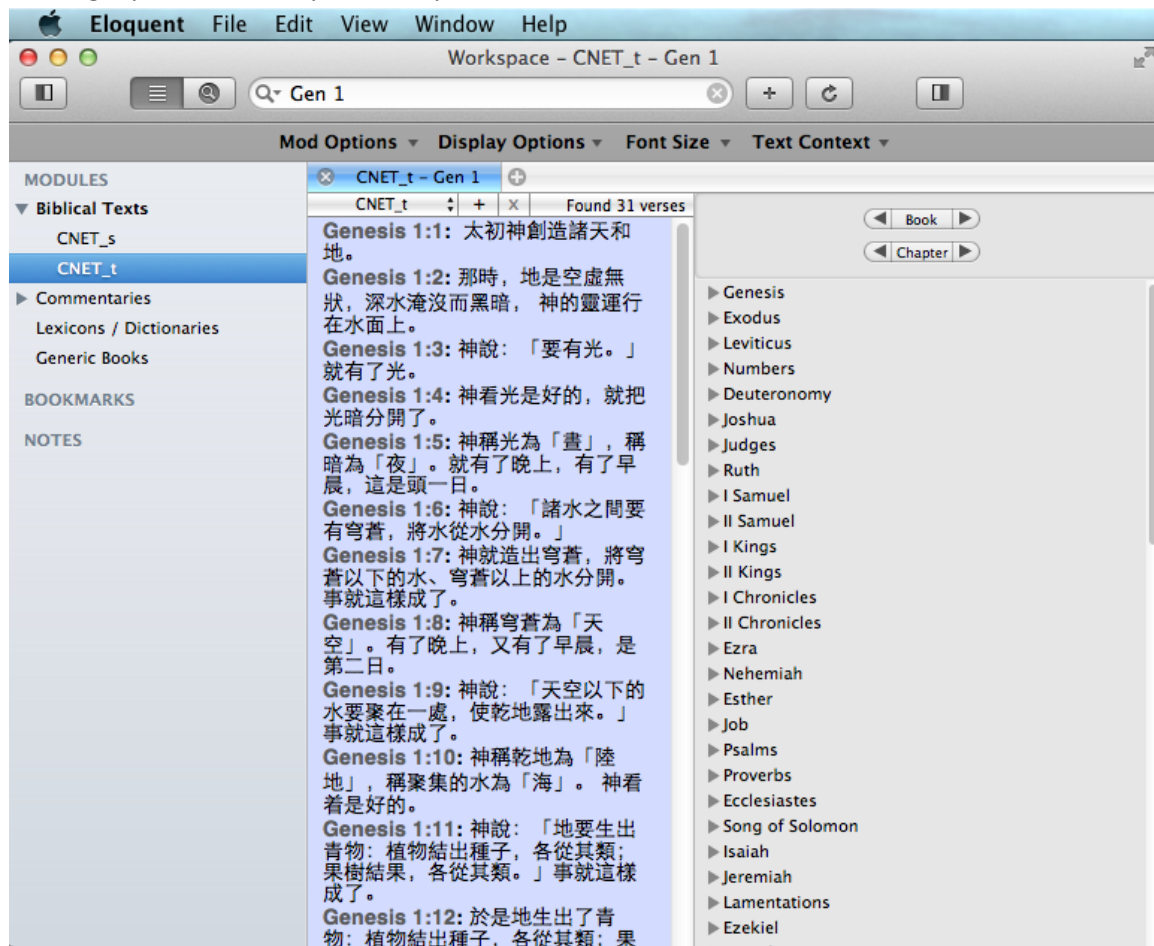 Eloquent File Edit View Window Help
Workspace – CNET_t – Gen 1
Gen 1
Mod Options Display Options Font Size Text Context
MODULES
Biblical Texts
CNET_s
CNET_t
Commentaries
Lexicons / Dictionaries
Generic Books
BOOKMARKS
NOTES
CNET_t – Gen 1
CNET_t + x Found 31 verses
Genesis 1:1: 太初神創造諸天和
地。
Genesis 1:2: 那時，地是空虛無
狀，深水淹沒而黑暗， 神的靈運行
在水面上。
Genesis 1:3: 神說：「要有光。」
就有了光。
Genesis 1:4: 神看光是好的，就把
光暗分開了。
Genesis 1:5: 神稱光為「晝」，稱
暗為「夜」。就有了晚上，有了早
晨，這是頭一日。
Genesis 1:6: 神說：「諸水之間要
有穹蒼，將水從水分開。」
Genesis 1:7: 神就造出穹蒼，將穹
蒼以下的水、穹蒼以上的水分開。
事就這樣成了。
Genesis 1:8: 神稱穹蒼為「天
空」。有了晚上，又有了早晨，是
第二日。
Genesis 1:9: 神說：「天空以下的
水要聚在一處，使乾地露出來。」
事就這樣成了。
Genesis 1:10: 神稱乾地為「陸
地」，稱聚集的水為「海」。 神看
着是好的。
Genesis 1:11: 神說：「地要生出
青物：植物結出種子，各從其類；
果樹結果，各從其類。」事就這樣
成了。
Genesis 1:12: 於是地生出了青
物：植物結出種子，各從其類；果
Book
Chapter
Genesis
Exodus
Leviticus
Numbers
Deuteronomy
Joshua
Judges
Ruth
I Samuel
II Samuel
I Kings
II Kings
I Chronicles
II Chronicles
Ezra
Nehemiah
Esther
Job
Psalms
Proverbs
Ecclesiastes
Song of Solomon
Isaiah
Jeremiah
Lamentations
Ezekiel